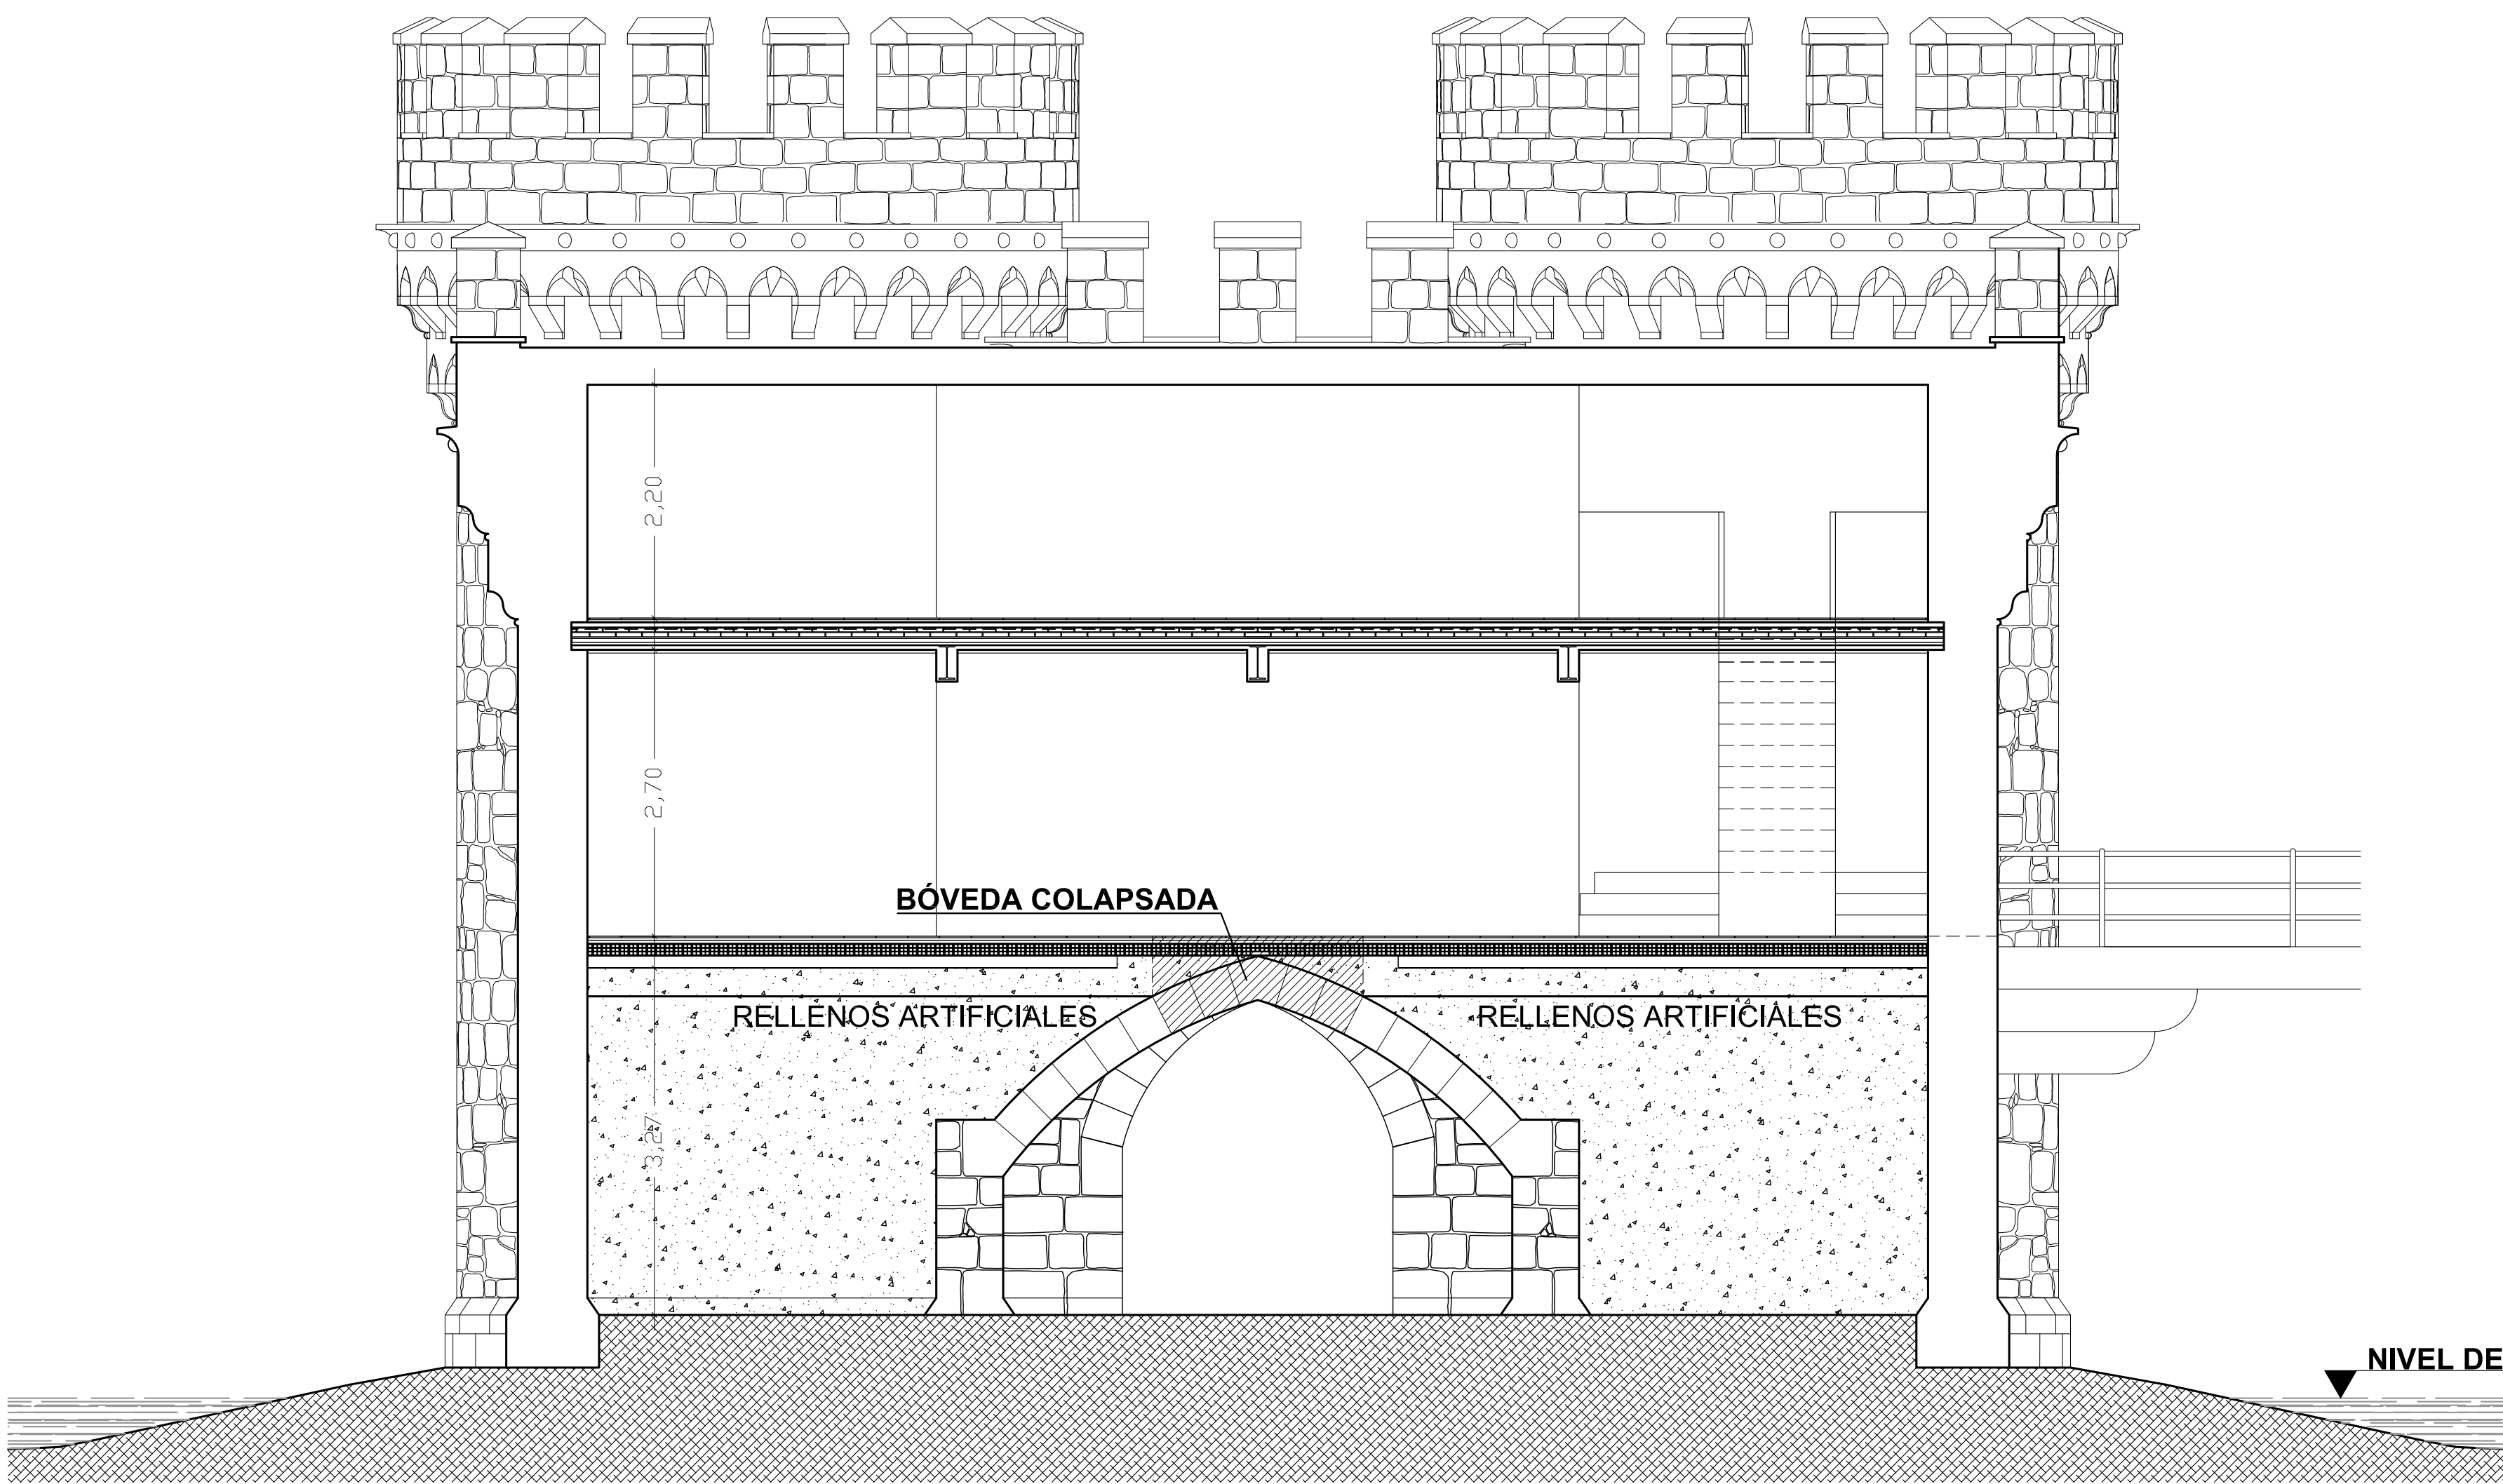 2,20
2,70
BÓVEDA COLAPSADA
RELLENOS ARTIFICIALES
RELLENOS ARTIFICIALES
3,27
NIVEL DE